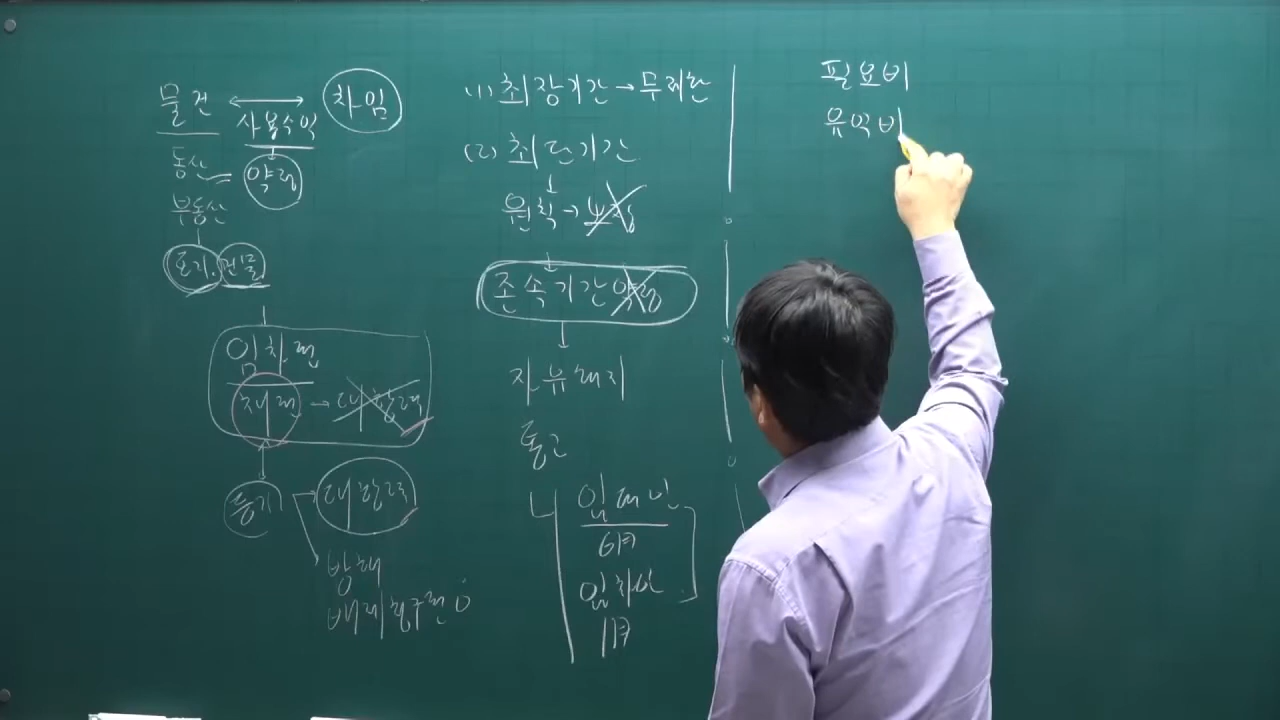 물건 ↔ 차임
사용수익
동산 약정
부동산
토지.건물
임차권
채권 → 대항력
등기 대항력
방해
배제청구권 ㅇ
(1) 최장기간 → 무제한
(2) 최단기간
↓
원칙 →
존속기간 약정
↓
자유해지
통고
임대인
6月
임차인
1月
필요비
유익비